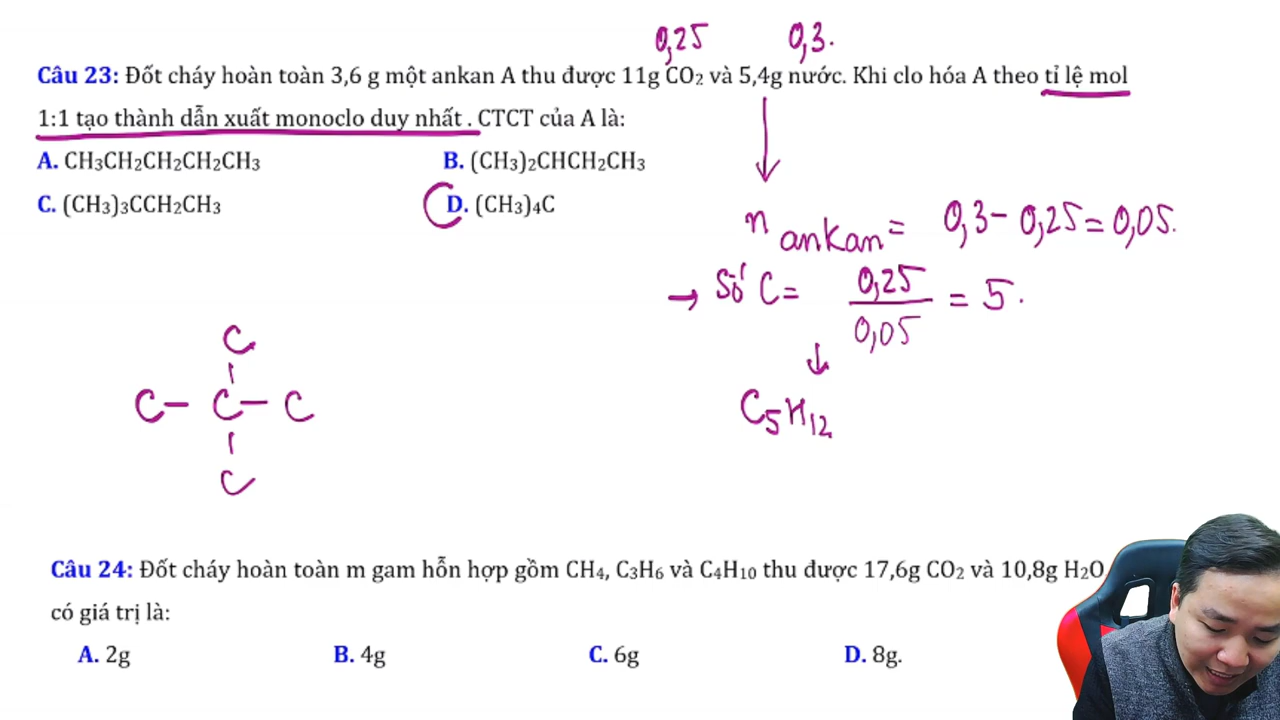 0,25 0,3.
Câu 23: Đốt cháy hoàn toàn 3,6 g một ankan A thu được 11g CO₂ và 5,4g nước. Khi clo hóa A theo tỉ lệ mol
1:1 tạo thành dẫn xuất monoclo duy nhất . CTCT của A là:
A. CH₃CH₂CH₂CH₂CH₃ B. (CH₃)₂CHCH₂CH₃
C. (CH₃)₃CCH₂CH₃ D. (CH₃)₄C
n ankan = 0,3 - 0,25 = 0,05.
→ Số C = 0,25 / 0,05 = 5.
↓
C₅H₁₂
C
C - C - C
C
Câu 24: Đốt cháy hoàn toàn m gam hỗn hợp gồm CH₄, C₃H₆ và C₄H₁₀ thu được 17,6g CO₂ và 10,8g H₂O
có giá trị là:
A. 2g B. 4g C. 6g D. 8g.